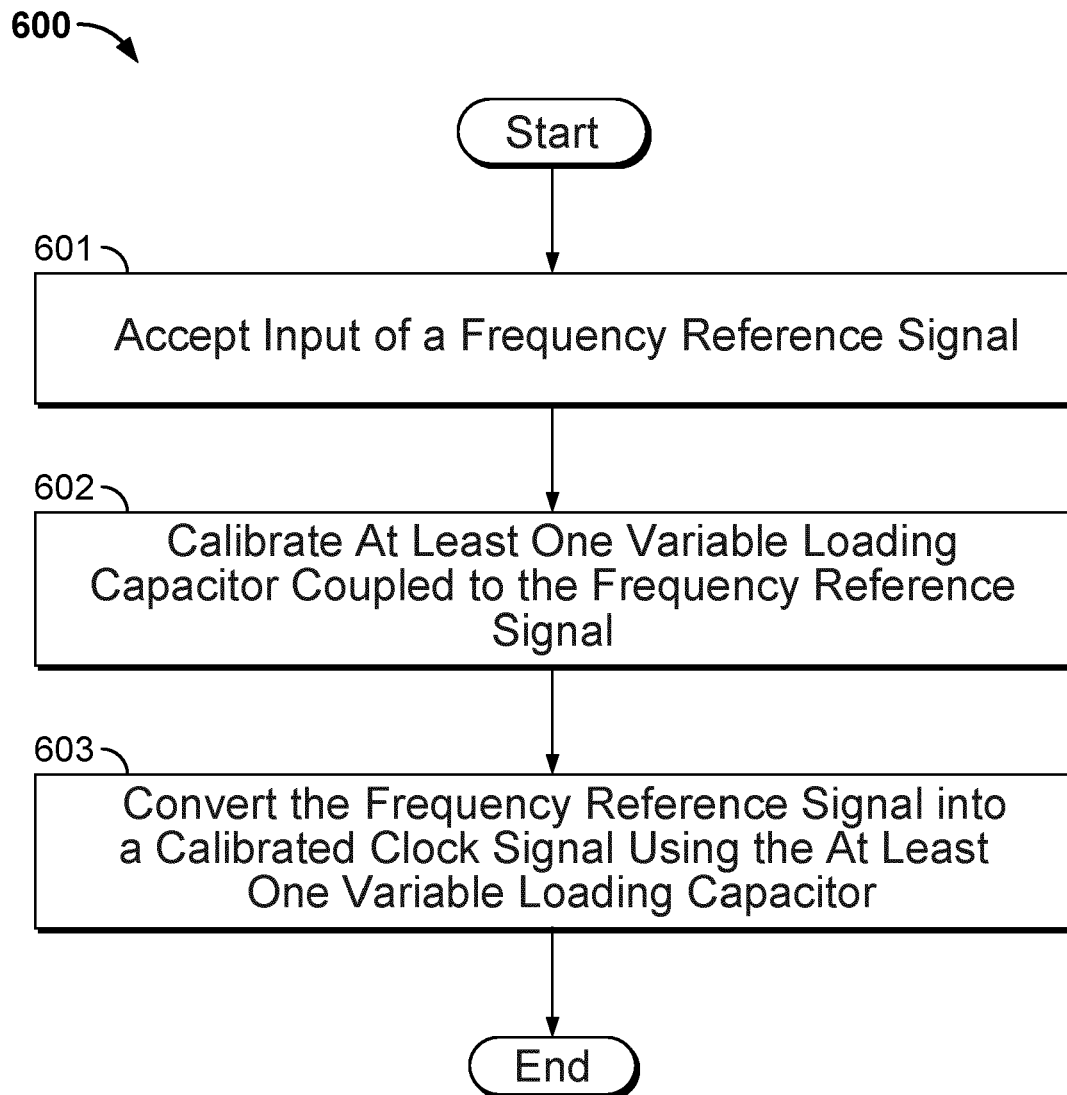 600
Start
601
Accept Input of a Frequency Reference Signal
602
Calibrate At Least One Variable Loading
Capacitor Coupled to the Frequency Reference
Signal
603
Convert the Frequency Reference Signal into
a Calibrated Clock Signal Using the At Least
One Variable Loading Capacitor
End